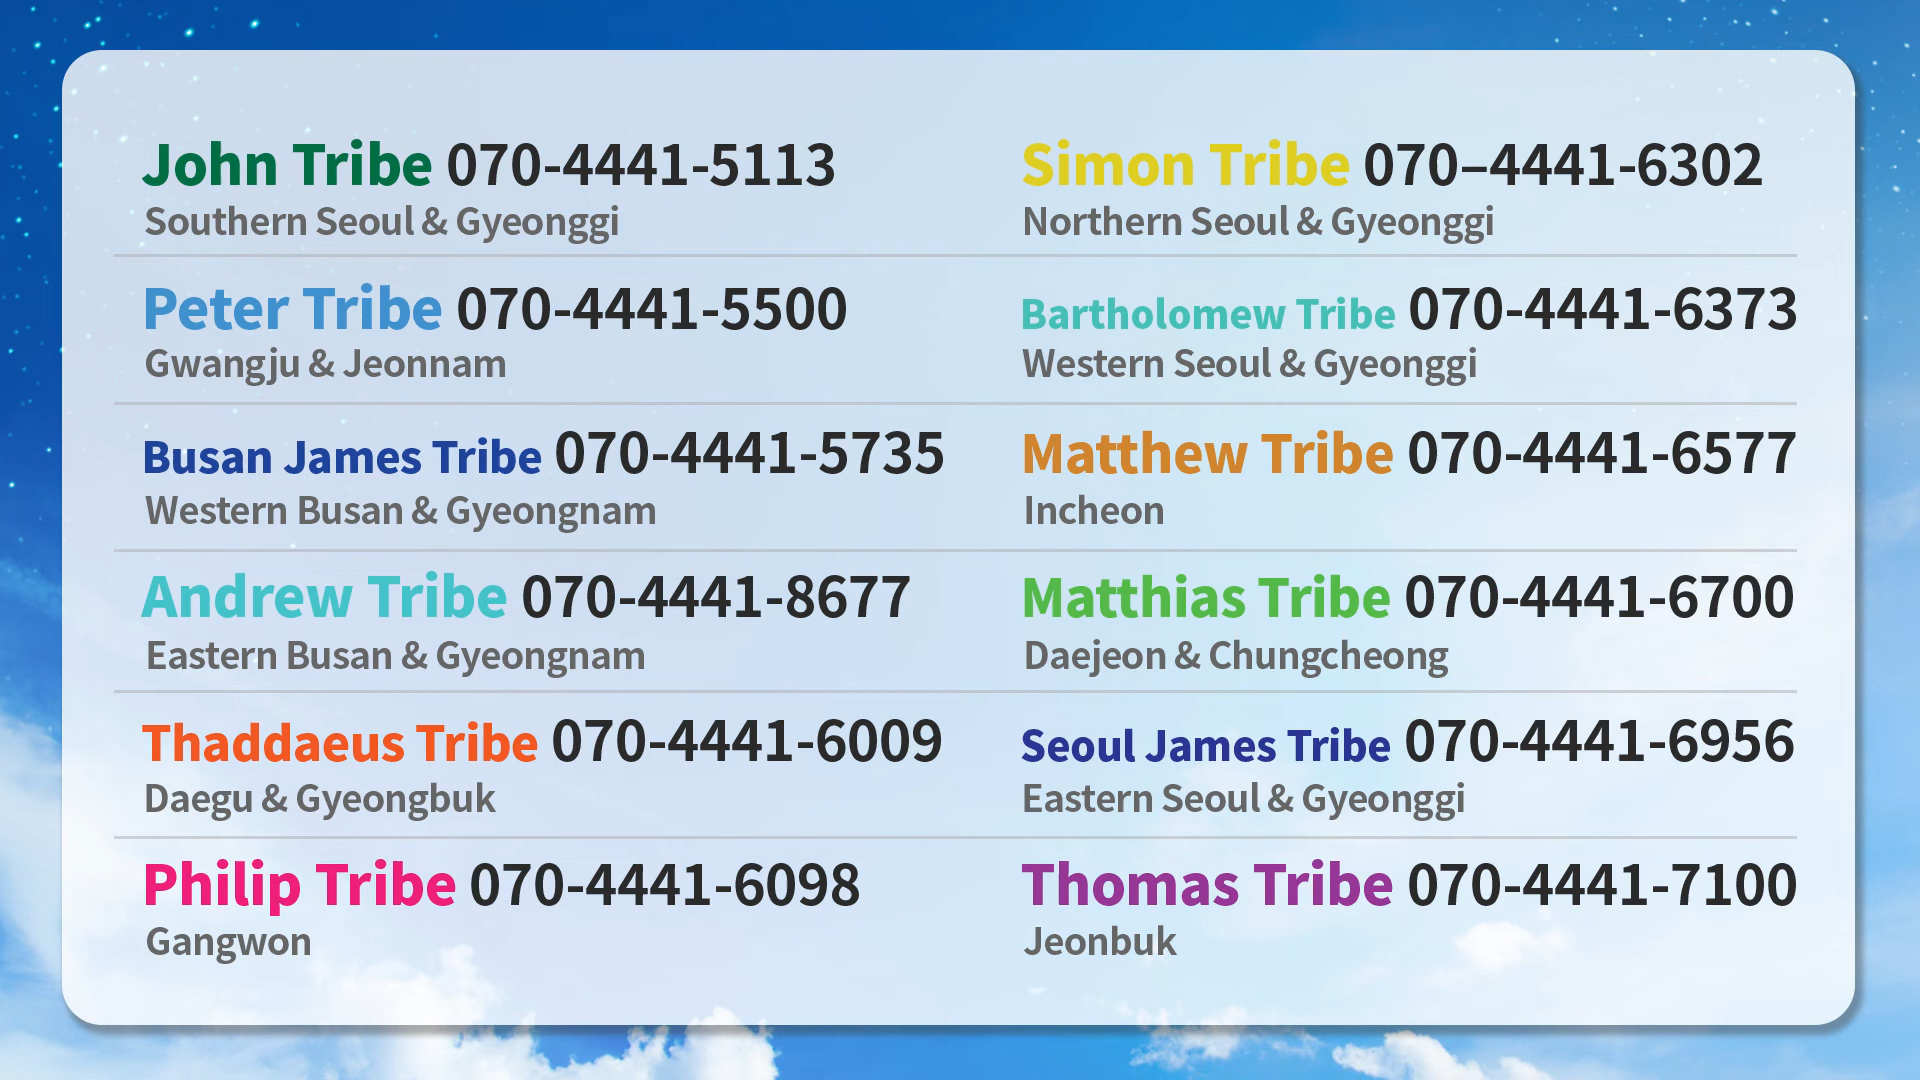 John Tribe 070-4441-5113
Southern Seoul & Gyeonggi
Peter Tribe 070-4441-5500
Gwangju & Jeonnam
Busan James Tribe 070-4441-5735
Western Busan & Gyeongnam
Andrew Tribe 070-4441-8677
Eastern Busan & Gyeongnam
Thaddaeus Tribe 070-4441-6009
Daegu & Gyeongbuk
Philip Tribe 070-4441-6098
Gangwon
Simon Tribe 070–4441-6302
Northern Seoul & Gyeonggi
Bartholomew Tribe 070-4441-6373
Western Seoul & Gyeonggi
Matthew Tribe 070-4441-6577
Incheon
Matthias Tribe 070-4441-6700
Daejeon & Chungcheong
Seoul James Tribe 070-4441-6956
Eastern Seoul & Gyeonggi
Thomas Tribe 070-4441-7100
Jeonbuk